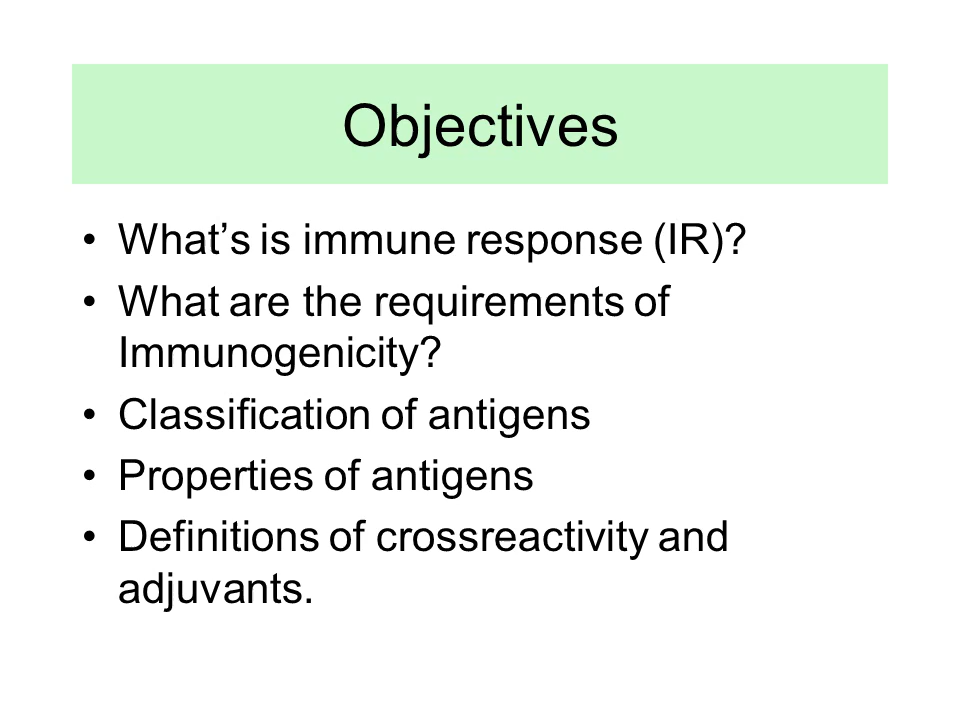 Objectives
• What’s is immune response (IR)?
• What are the requirements of
Immunogenicity?
• Classification of antigens
• Properties of antigens
• Definitions of crossreactivity and
adjuvants.